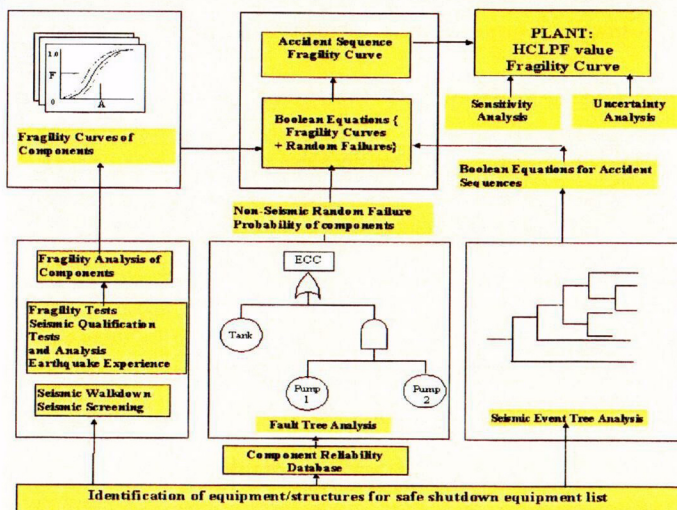 1.0
F
0
A
Fragility Curves of
Components
Accident Sequence
Fragility Curve
Boolean Equations {
Fragility Curves
+ Random Failures}
PLANT:
HCLPF value
Fragility Curve
Sensitivity
Analysis
Uncertainty
Analysis
Boolean Equations for Accident
Sequences
Non-Seismic Random Failure
Probability of components
Fragility Analysis of
Components
Fragility Tests
Seismic Qualification
Tests
and Analysis
Earthquake Experience
Seismic Walkdown
Seismic Screening
ECC
Tank
Pump
1
Pump
2
Fault Tree Analysis
Seismic Event Tree Analysis
Component Reliability
Database
Identification of equipment/structures for safe shutdown equipment list